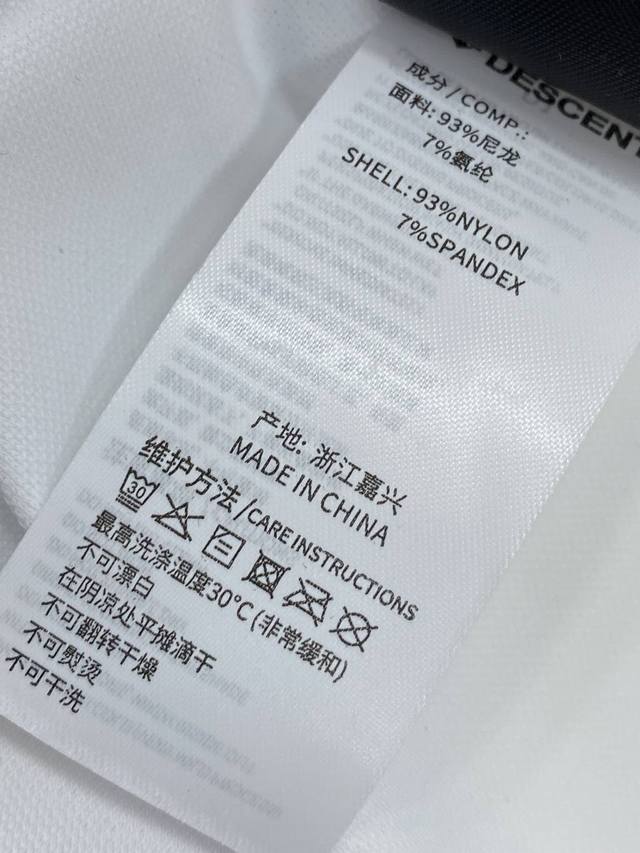 DESCENT
成分/COMP.:
面料: 93%尼龙
7%氨纶
SHELL: 93%NYLON
7%SPANDEX
产地: 浙江嘉兴
MADE IN CHINA
维护方法/CARE INSTRUCTIONS
30
最高洗涤温度30°C(非常缓和)
不可漂白
在阴凉处平摊滴干
不可翻转干燥
不可熨烫
不可干洗